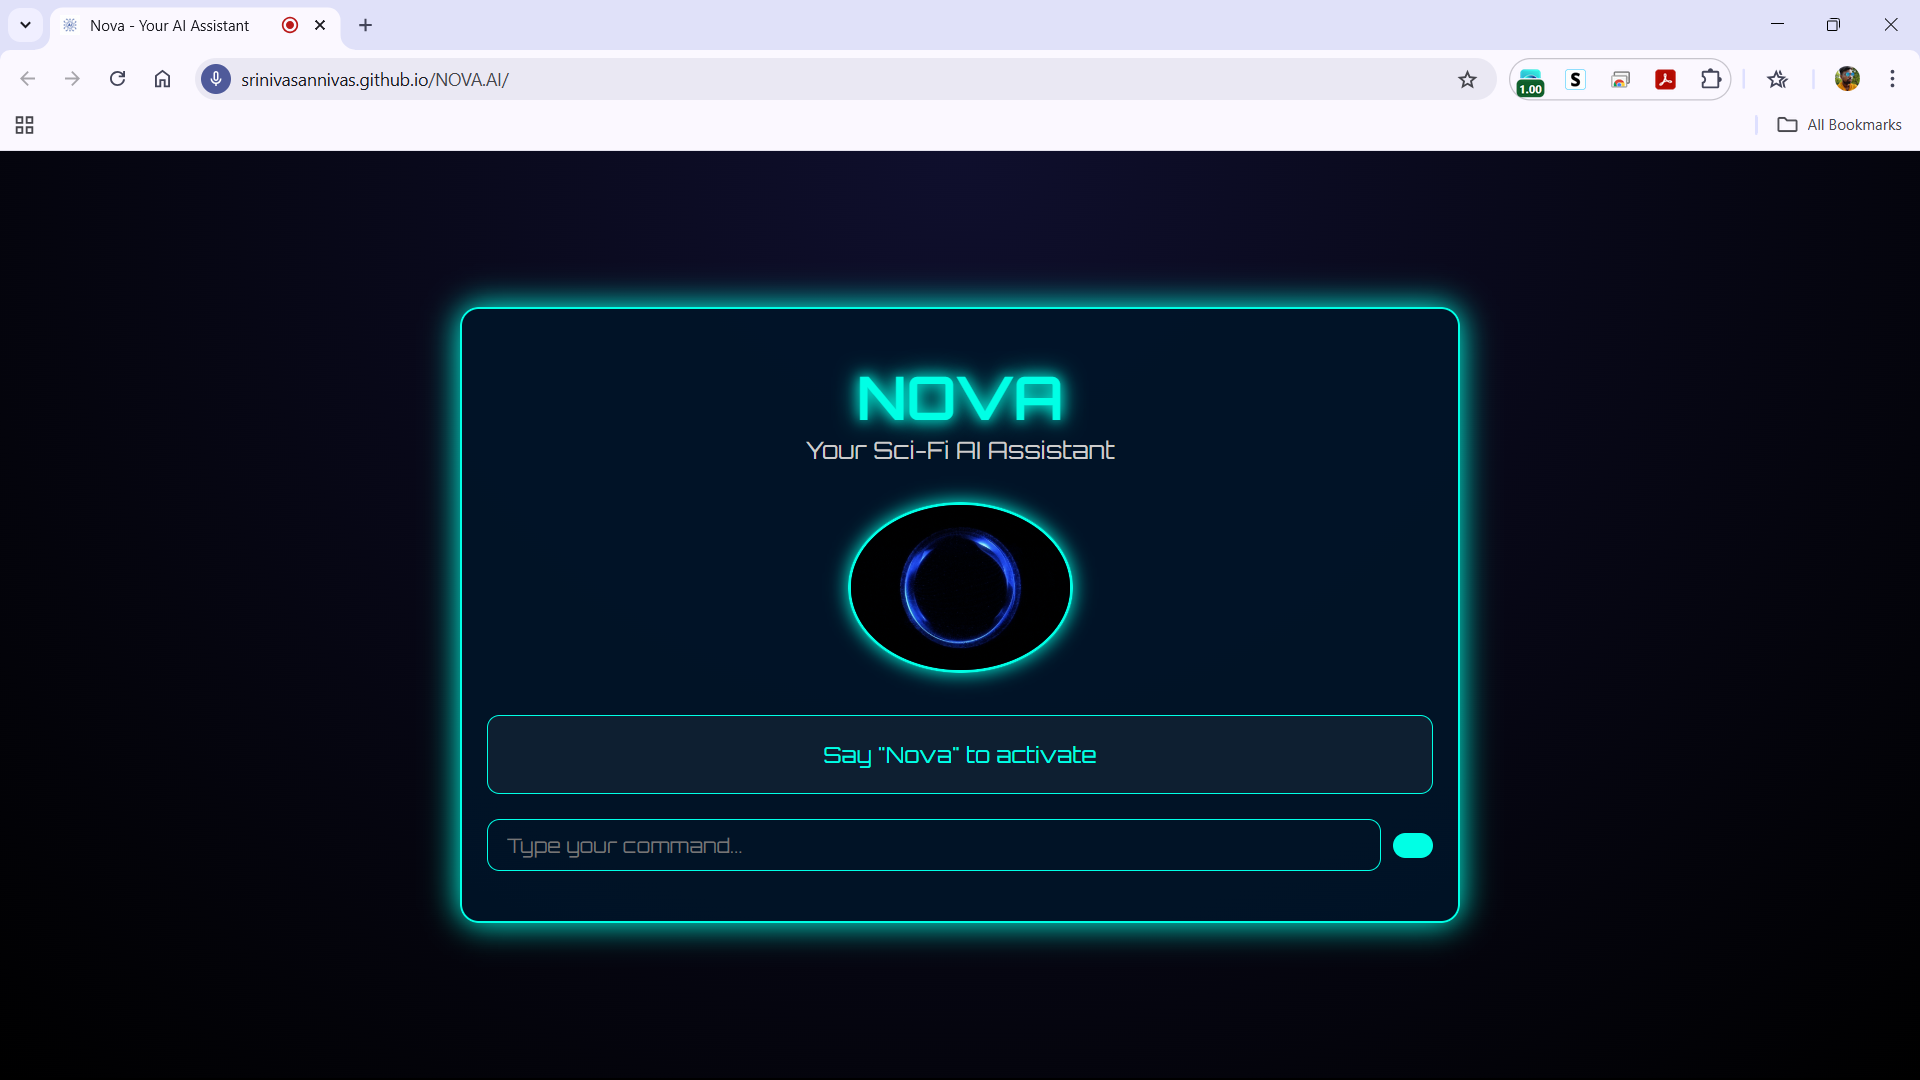 Nova - Your AI Assistant
srinivasannivas.github.io/NOVA.AI/
1.00
S
All Bookmarks
NOVA
Your Sci-Fi AI Assistant
Say "Nova" to activate
Type your command...